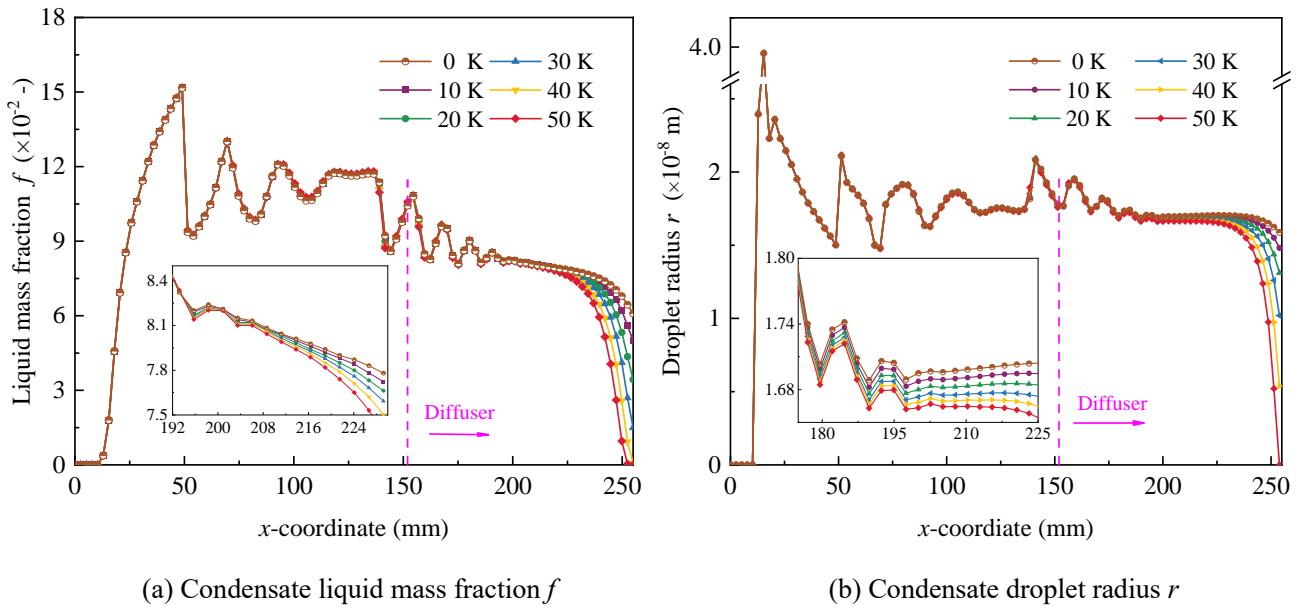 18
15
12
9
6
3
0
Liquid mass fraction f (×10⁻² -)
0 K
10 K
20 K
30 K
40 K
50 K
8.4
8.1
7.8
7.5
192
200
208
216
224
Diffuser
0
50
100
150
200
250
x-coordinate (mm)
(a) Condensate liquid mass fraction f
4.0
2
1
0
Droplet radius r (×10⁻⁸ m)
0 K
10 K
20 K
30 K
40 K
50 K
1.80
1.74
1.68
180
195
210
225
Diffuser
0
50
100
150
200
250
x-coordiate (mm)
(b) Condensate droplet radius r